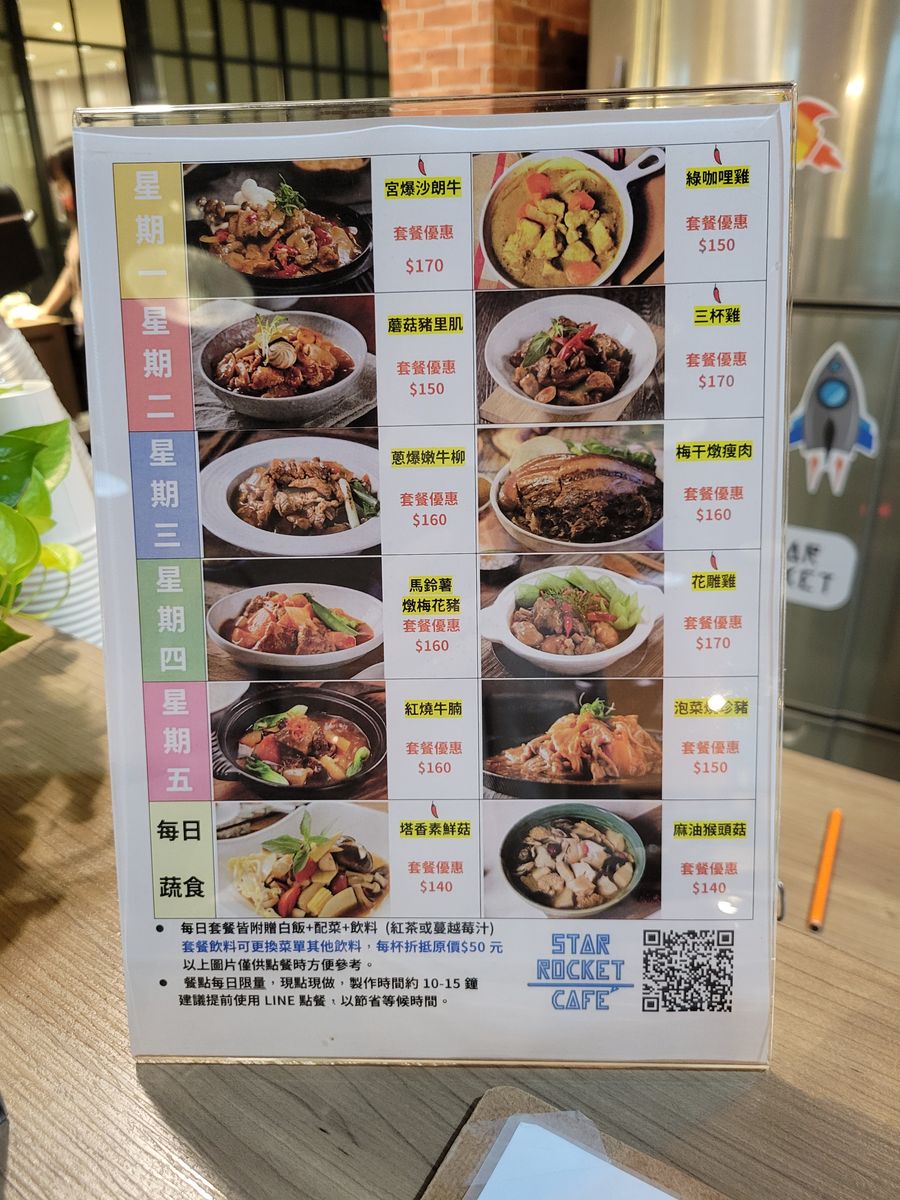 星期一
宮爆沙朗牛
套餐優惠
$170
綠咖哩雞
套餐優惠
$150
星期二
蘑菇豬里肌
套餐優惠
$150
三杯雞
套餐優惠
$170
星期三
蔥爆嫩牛柳
套餐優惠
$160
梅干燉瘦肉
套餐優惠
$160
星期四
馬鈴薯
燉梅花豬
套餐優惠
$160
花雕雞
套餐優惠
$170
星期五
紅燒牛腩
套餐優惠
$160
泡菜 豬
套餐優惠
$150
每日
蔬食
塔香素鮮菇
套餐優惠
$140
麻油猴頭菇
套餐優惠
$140
● 每日套餐皆附贈白飯+配菜+飲料 (紅茶或蔓越莓汁)
套餐飲料可更換菜單其他飲料，每杯折抵原價$50 元
以上圖片僅供點餐時方便參考。
● 餐點每日限量，現點現做，製作時間約 10-15 鐘
建議提前使用 LINE 點餐，以節省等候時間。
STAR
ROCKET
CAFE